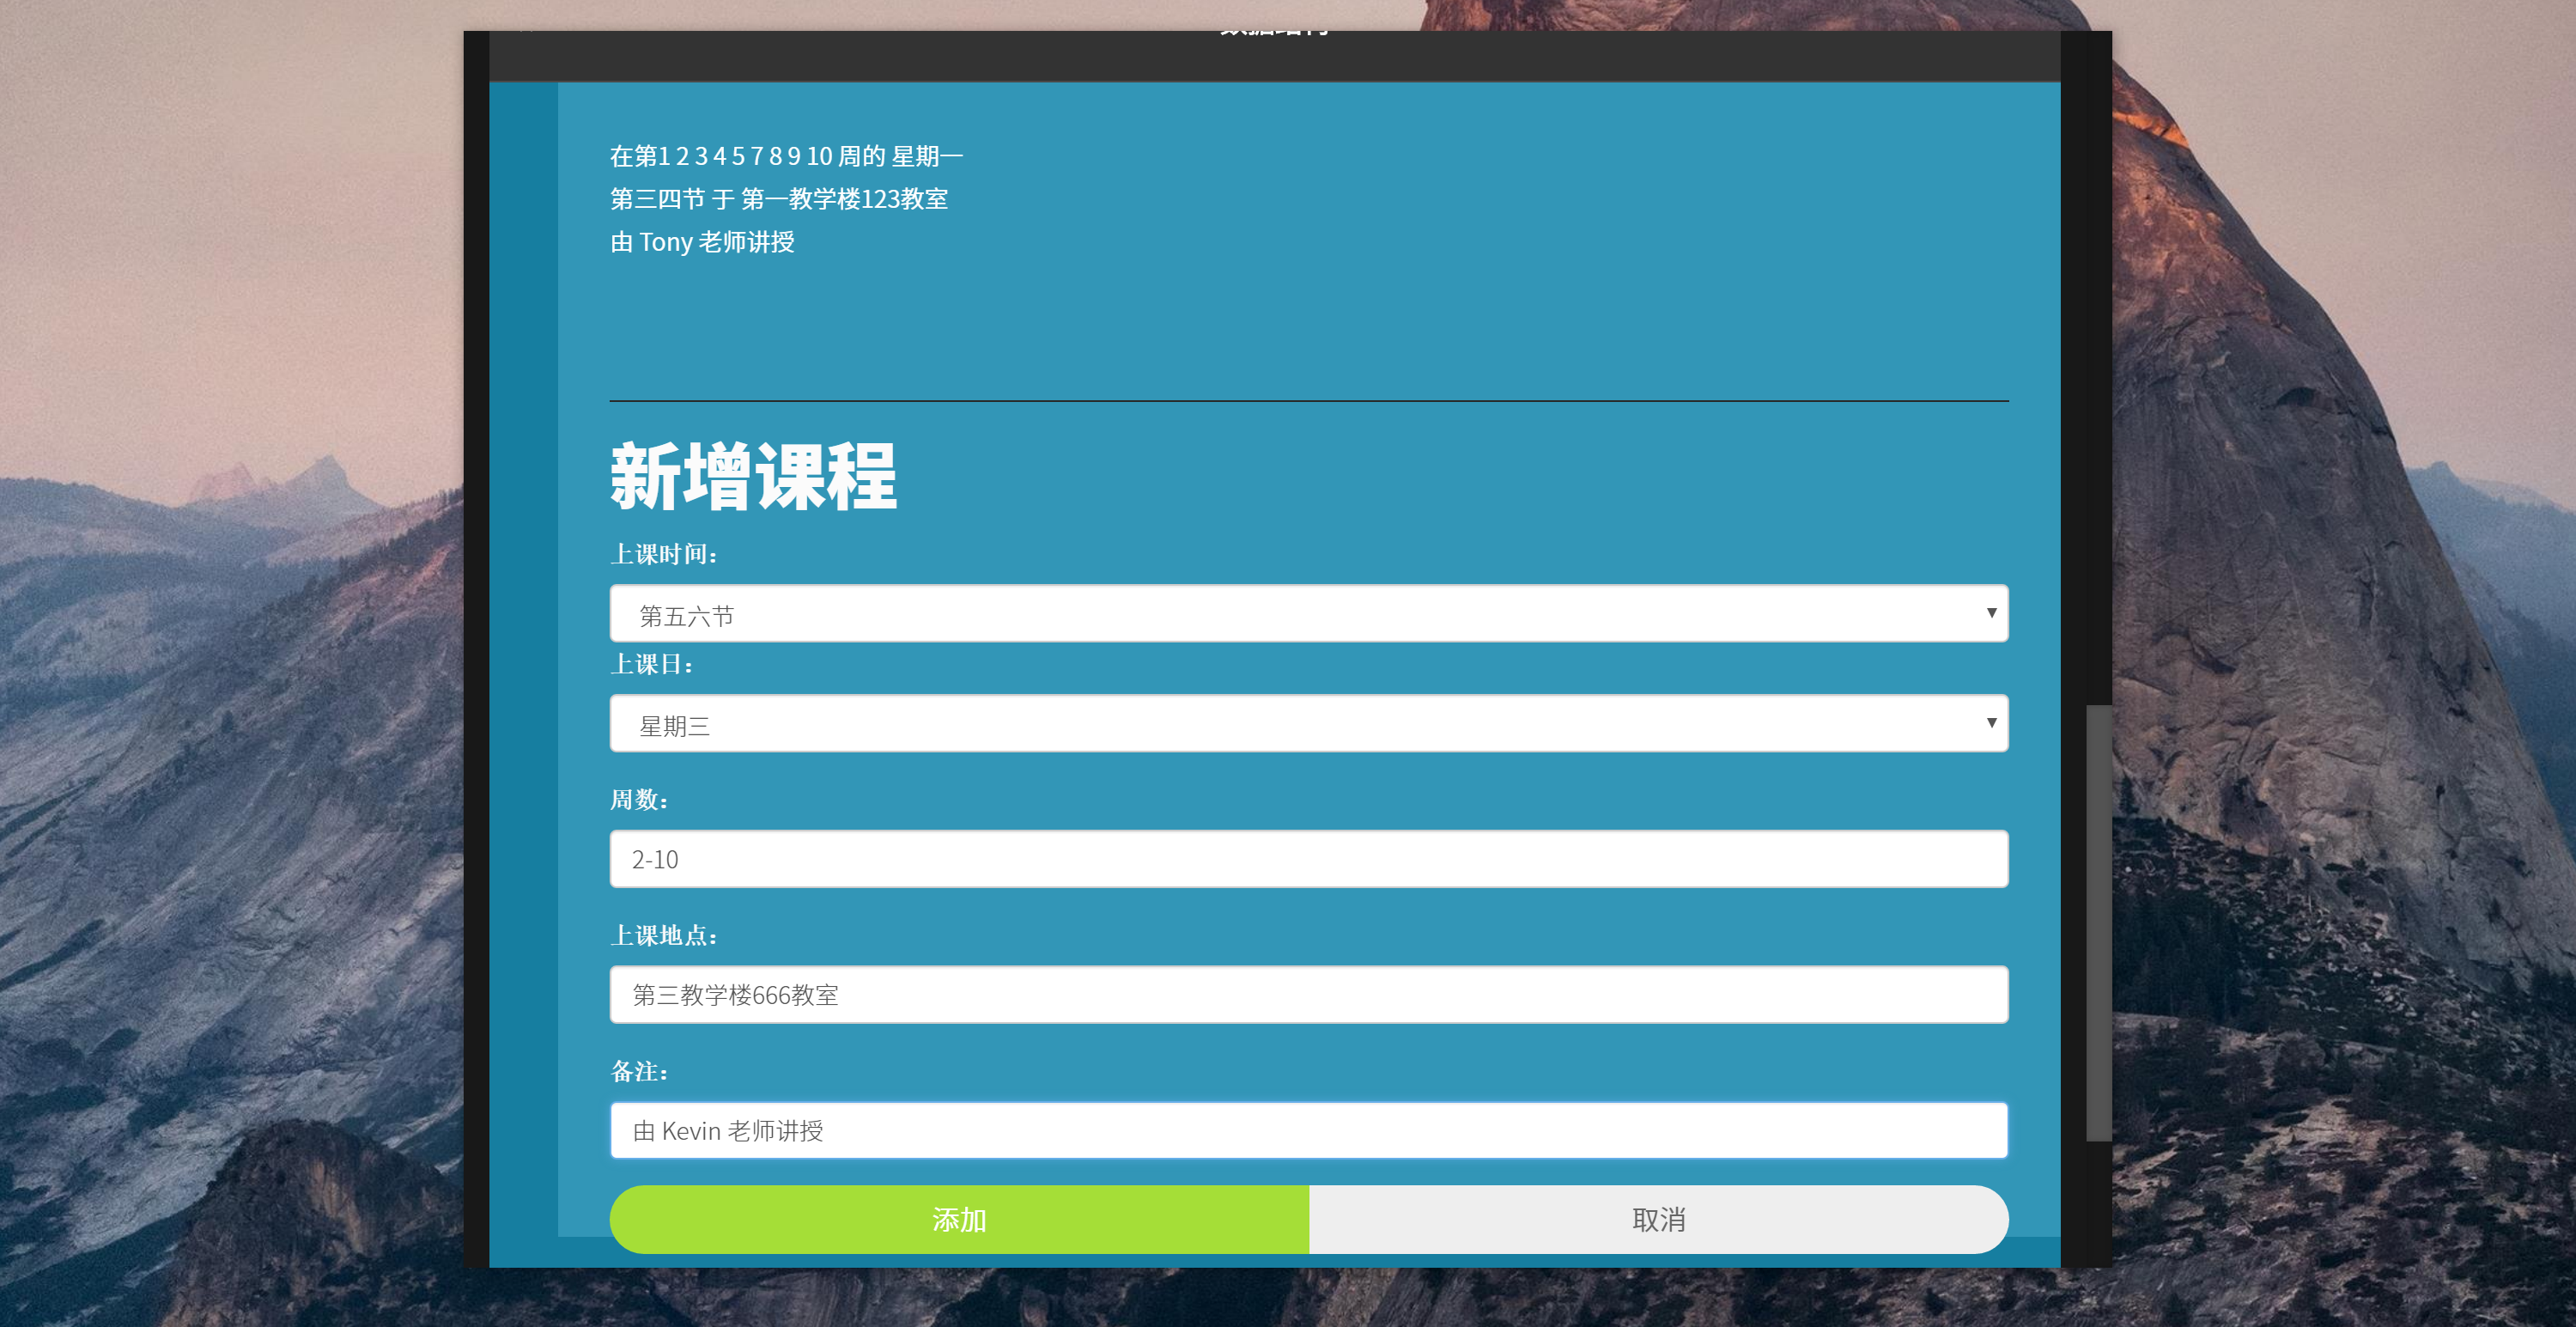 在第1 2 3 4 5 7 8 9 10 周的 星期一
第三四节 于 第一教学楼123教室
由 Tony 老师讲授
新增课程
上课时间：
第五六节
上课日：
星期三
周数：
2-10
上课地点：
第三教学楼666教室
备注：
由 Kevin 老师讲授
添加
取消